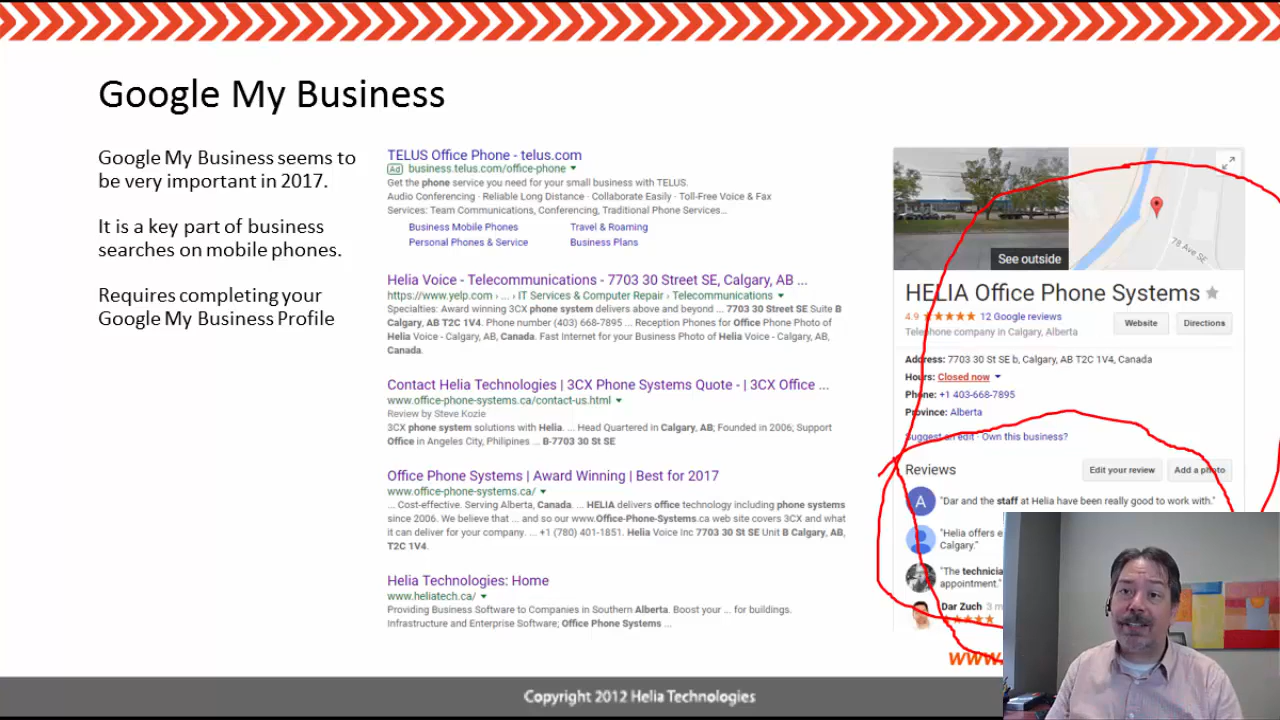 Google My Business
Google My Business seems to
be very important in 2017.
It is a key part of business
searches on mobile phones.
Requires completing your
Google My Business Profile
TELUS Office Phone - telus.com
Ad business.telus.com/office-phone
Get the phone service you need for your small business with TELUS.
Audio Conferencing · Reliable Long Distance · Collaborate Easily · Toll-Free Voice & Fax
Services: Team Communications, Conferencing, Traditional Phone Services...
Business Mobile Phones Travel & Roaming
Personal Phones & Service Business Plans
Helia Voice - Telecommunications - 7703 30 Street SE, Calgary, AB ...
https://www.yelp.com › ... › IT Services & Computer Repair › Telecommunications
Specialties: Award winning 3CX phone system delivers above and beyond ... 7703 30 Street SE Suite B
Calgary, AB T2C 1V4. Phone number (403) 668-7895 ... Reception Phones for Office Phone Photo of
Helia Voice - Calgary, AB, Canada. Fast Internet for your Business Photo of Helia Voice - Calgary, AB,
Canada.
Contact Helia Technologies | 3CX Phone Systems Quote - | 3CX Office ...
www.office-phone-systems.ca/contact-us.html
Review by Steve Kozie
3CX phone system solutions with Helia. ... Head Quartered in Calgary, AB; Founded in 2006; Support
Office in Angeles City, Philipines ... B-7703 30 St SE
Office Phone Systems | Award Winning | Best for 2017
www.office-phone-systems.ca/
... Cost-effective. Serving Alberta, Canada. ... HELIA delivers office technology including phone systems
since 2006. We believe that ... and so our www.Office-Phone-Systems.ca web site covers 3CX and what
it can deliver for your company. ... +1 (780) 401-1851. Helia Voice Inc 7703 30 St SE Unit B Calgary, AB,
T2C 1V4.
Helia Technologies: Home
www.heliatech.ca/
Providing Business Software to Companies in Southern Alberta. Boost your ... for buildings.
Infrastructure and Enterprise Software; Office Phone Systems ...
See outside
78 Ave SE
HELIA Office Phone Systems
4.9 12 Google reviews
Telephone company in Calgary, Alberta
Website Directions
Address: 7703 30 St SE b, Calgary, AB T2C 1V4, Canada
Hours: Closed now
Phone: +1 403-668-7895
Province: Alberta
Suggest an edit · Own this business?
Reviews Edit your review Add a photo
A "Dar and the staff at Helia have been really good to work with."
"Helia offers
Calgary."
"The
appointment."
Dar Zuch 3
www.
Copyright 2012 Helia Technologies